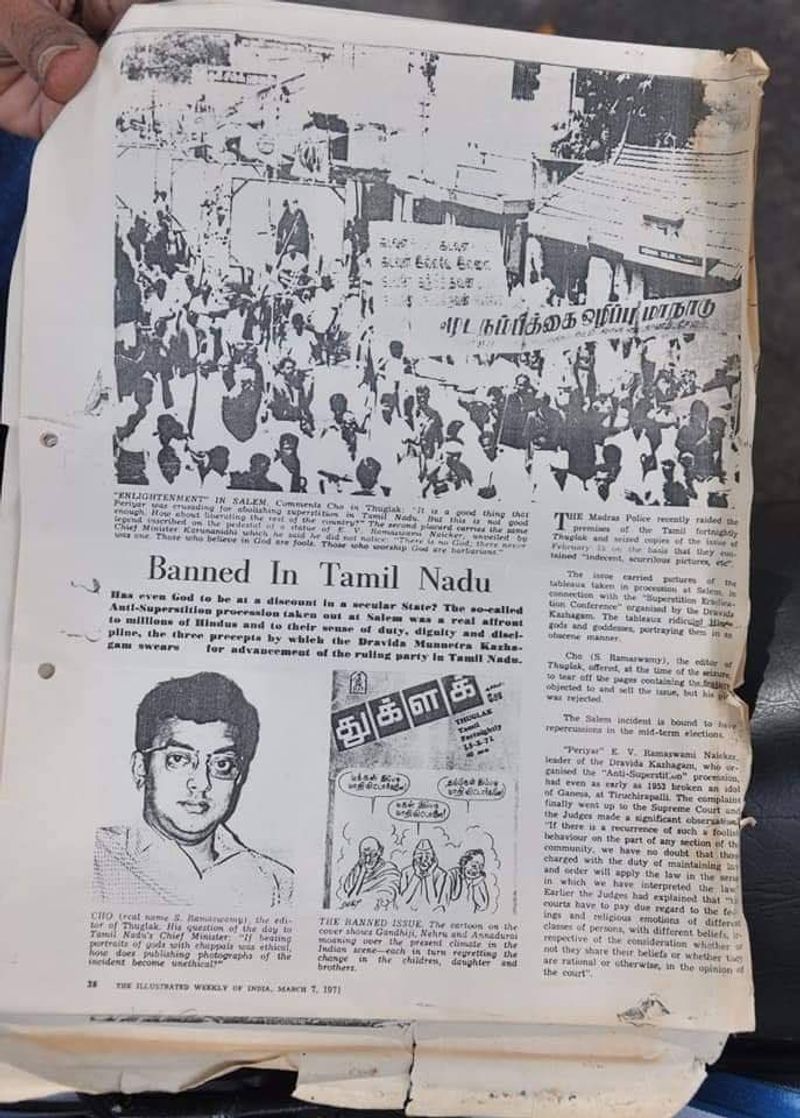 மூடநம்பிக்கை ஒழிப்பு மாநாடு
"ENLIGHTENMENT" IN SALEM. Comments Cho in Thuglak: "It is a good thing that
Periyar was crusading for abolishing superstition in Tamil Nadu. But this is not good
enough. How about liberating the rest of the country?" The second placard carries the same
legend inscribed on the pedestal of a statue of E. V. Ramaswami Naicker, unveiled by
Chief Minister Karunanidhi which he said he did not notice: "There is no God; there never
was one. Those who believe in God are fools. Those who worship God are barbarians."
Banned In Tamil Nadu
Has even God to be at a discount in a secular State? The so-called
Anti-Superstition procession taken out at Salem was a real affront
to millions of Hindus and to their sense of duty, dignity and disci-
pline, the three precepts by which the Dravida Munnetra Kazha-
gam swears for advancement of the ruling party in Tamil Nadu.
துக்ளக்
THUGLAK
Tamil
Fortnightly
15-2-71
CHO (real name S. Ramaswamy), the edi-
tor of Thuglak. His question of the day to
Tamil Nadu's Chief Minister: "If beating
portraits of gods with chappals was ethical,
how does publishing photographs of the
incident become unethical?"
THE BANNED ISSUE. The cartoon on the
cover shows Gandhiji, Nehru and Annadurai
moaning over the present climate in the
Indian scene—each in turn regretting the
change in the children, daughter and
brothers.
THE Madras Police recently raided the
premises of the Tamil fortnightly
Thuglak and seized copies of the issue of
February 15 on the basis that they con-
tained "indecent, scurrilous pictures, etc".
The issue carried pictures of the
tableaux taken in procession at Salem, in
connection with the "Superstition Eradica-
tion Conference" organised by the Dravida
Kazhagam. The tableaux ridiculed Hindu
gods and goddesses, portraying them in an
obscene manner.
Cho (S. Ramaswamy), the editor of
Thuglak, offered, at the time of the seizure,
to tear off the pages containing the feature
objected to and sell the issue, but his
was rejected.
The Salem incident is bound to have
repercussions in the mid-term elections.
"Periyar" E. V. Ramaswami Naicker,
leader of the Dravida Kazhagam, who or-
ganised the "Anti-Superstition" procession,
had even as early as 1953 broken an idol
of Ganesa, at Tiruchirapalli. The complaint
finally went up to the Supreme Court and
the Judges made a significant observation:
"If there is a recurrence of such a foolish
behaviour on the part of any section of the
community, we have no doubt that those
charged with the duty of maintaining law
and order will apply the law in the sense
in which we have interpreted the law."
Earlier the Judges had explained that "The
courts have to pay due regard to the feel-
ings and religious emotions of different
classes of persons, with different beliefs, ir-
respective of the consideration whether or
not they share their beliefs or whether they
are rational or otherwise, in the opinion of
the court".
38 THE ILLUSTRATED WEEKLY OF INDIA, MARCH 7, 1971